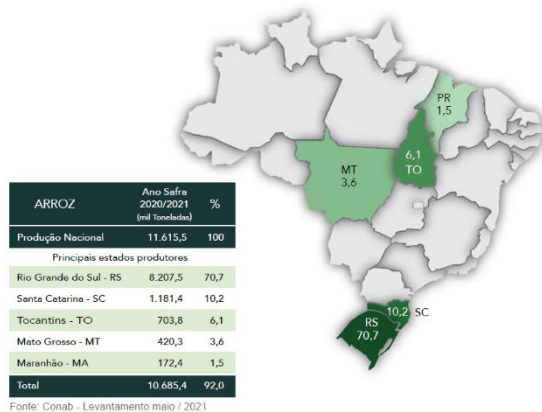 PR
1,5
6,1
TO
MT
3,6
ARROZ
Ano Safra
2020/2021
(mil Toneladas)
%
Produção Nacional 11.615,5 100
Principais estados produtores
Rio Grande do Sul - RS 8.207,5 70,7
Santa Catarina - SC 1.181,4 10,2
Tocantins - TO 703,8 6,1
Mato Grosso - MT 420,3 3,6
Maranhão - MA 172,4 1,5
Total 10.685,4 92,0
10,2 SC
RS
70,7
Fonte: Conab - Levantamento maio / 2021